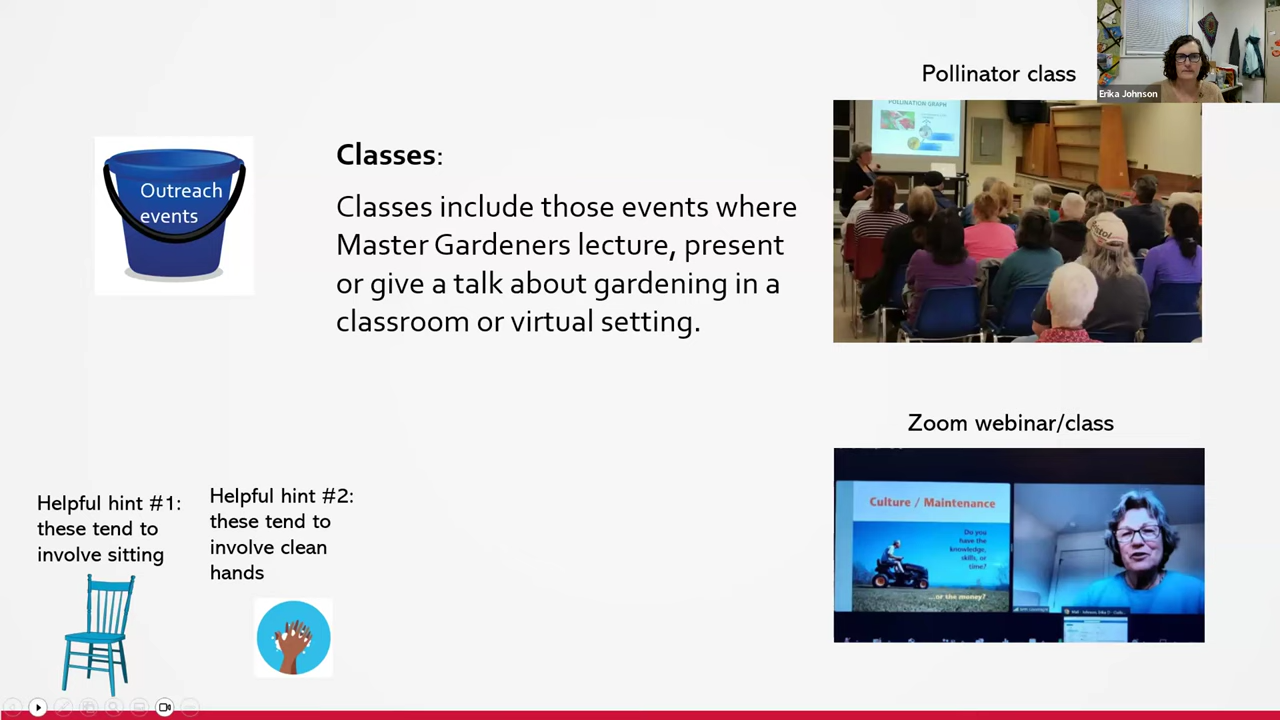 Pollinator class
Erika Johnson
POLLINATION GRAPH
Outreach
events
Classes:
Classes include those events where
Master Gardeners lecture, present
or give a talk about gardening in a
classroom or virtual setting.
Zoom webinar/class
Culture / Maintenance
Do you
have the
knowledge,
skills, or
time?
...or the money?
Helpful hint #1:
these tend to
involve sitting
Helpful hint #2:
these tend to
involve clean
hands